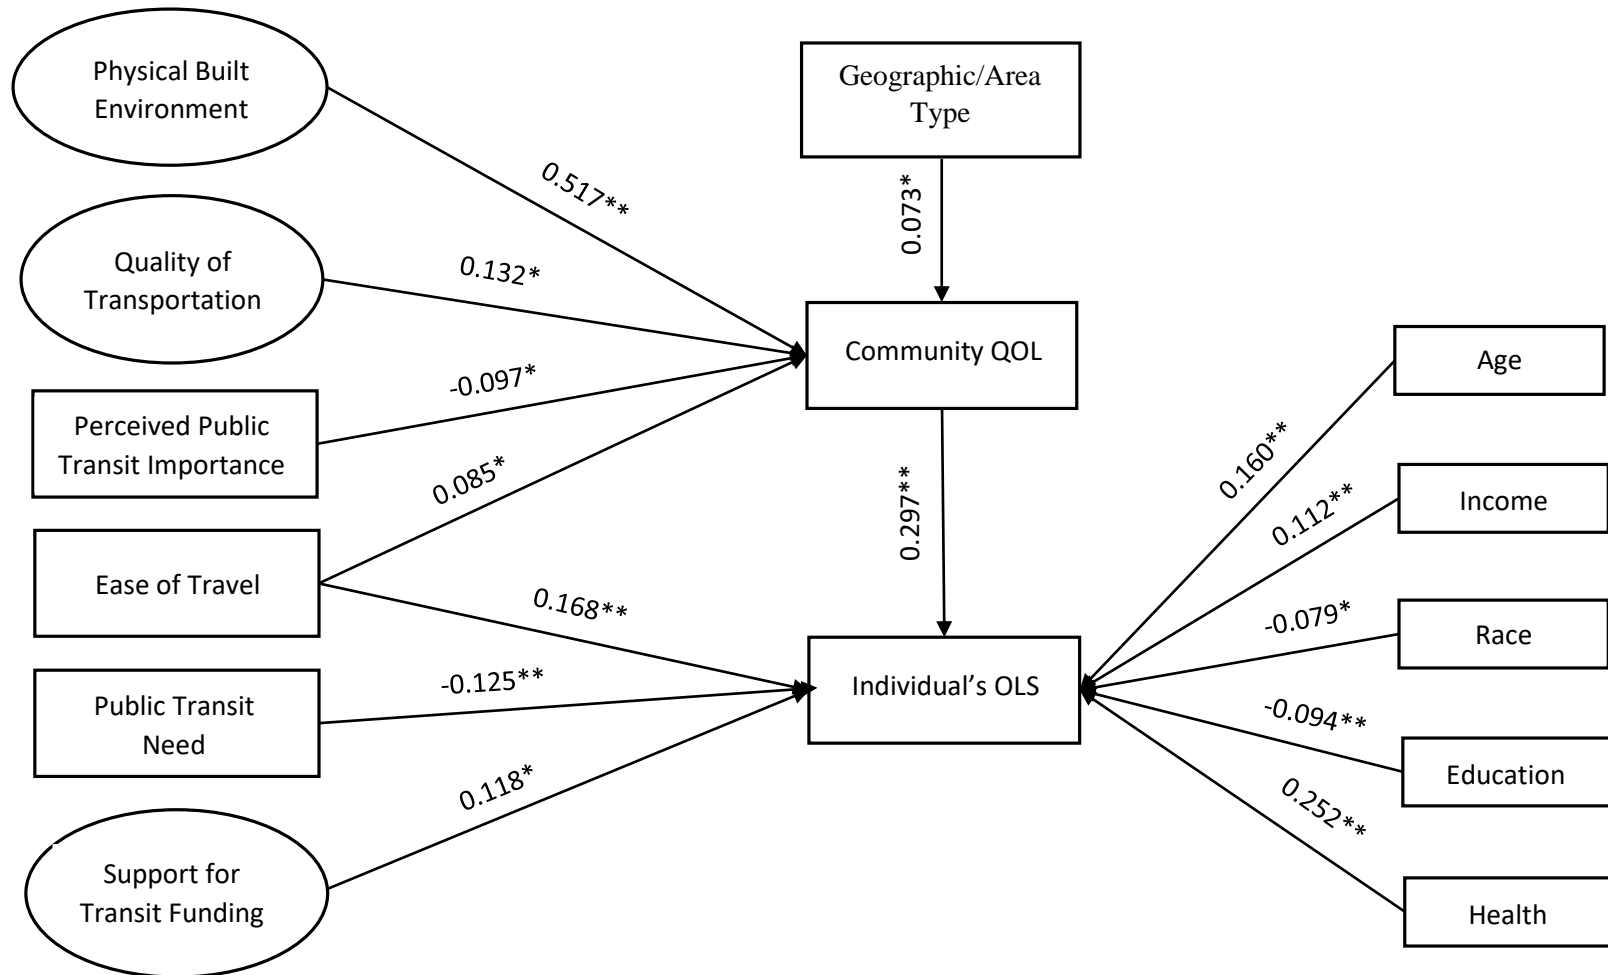 Physical Built
Environment
Geographic/Area
Type
0.517**
0.073*
Quality of
Transportation
0.132*
Community QOL
Perceived Public
Transit Importance
-0.097*
0.085*
Ease of Travel
0.297**
0.168**
Public Transit
Need
-0.125**
Individual's OLS
0.118*
Support for
Transit Funding
Age
0.160**
Income
0.112**
Race
-0.079*
Education
-0.094**
Health
0.252**